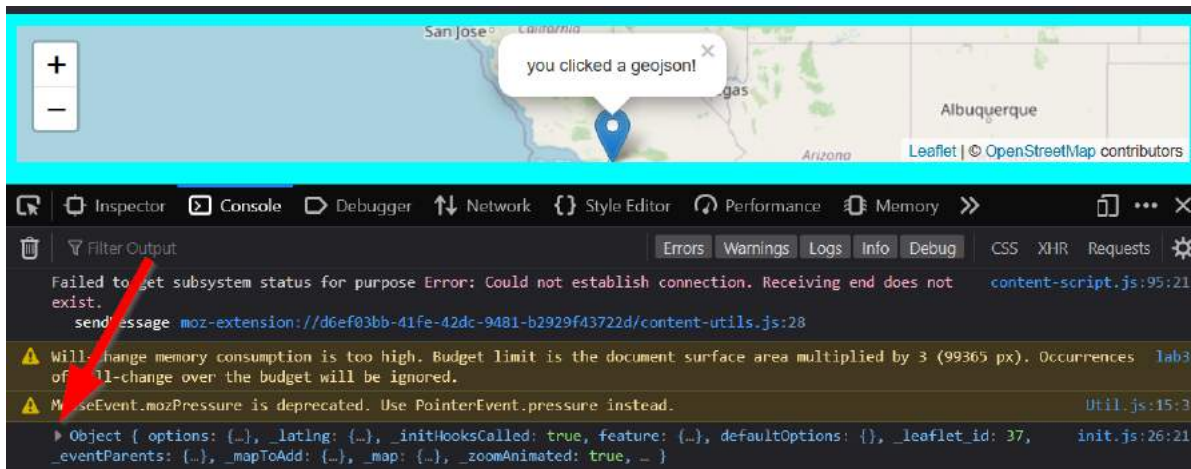 San Jose
California
+
you clicked a geojson!
×
gas
−
Albuquerque
Arizona
Leaflet | © OpenStreetMap contributors
Inspector Console Debugger Network {} Style Editor Performance Memory
Filter Output Errors Warnings Logs Info Debug CSS XHR Requests
Failed to get subsystem status for purpose Error: Could not establish connection. Receiving end does not content-script.js:95:21
exist.
sendMessage moz-extension://d6ef03bb-41fe-42dc-9481-b2929f43722d/content-utils.js:28
Will-change memory consumption is too high. Budget limit is the document surface area multiplied by 3 (99365 px). Occurrences lab3
of will-change over the budget will be ignored.
MouseEvent.mozPressure is deprecated. Use PointerEvent.pressure instead. Util.js:15:3
Object { options: {…}, _latlng: {…}, _initHooksCalled: true, feature: {…}, defaultOptions: {}, _leaflet_id: 37, init.js:26:21
_eventParents: {…}, _mapToAdd: {…}, _map: {…}, _zoomAnimated: true, … }